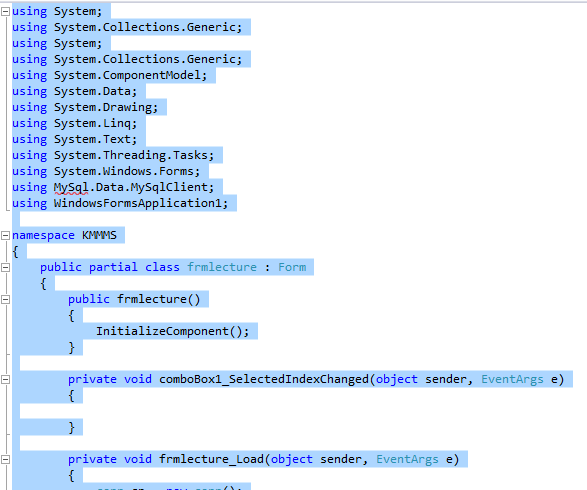 using System;
using System.Collections.Generic;
using System;
using System.Collections.Generic;
using System.ComponentModel;
using System.Data;
using System.Drawing;
using System.Linq;
using System.Text;
using System.Threading.Tasks;
using System.Windows.Forms;
using MySql.Data.MySqlClient;
using WindowsFormsApplication1;
namespace KMMMS
{
public partial class frmlecture : Form
{
public frmlecture()
{
InitializeComponent();
}
private void comboBox1_SelectedIndexChanged(object sender, EventArgs e)
{
}
private void frmlecture_Load(object sender, EventArgs e)
{